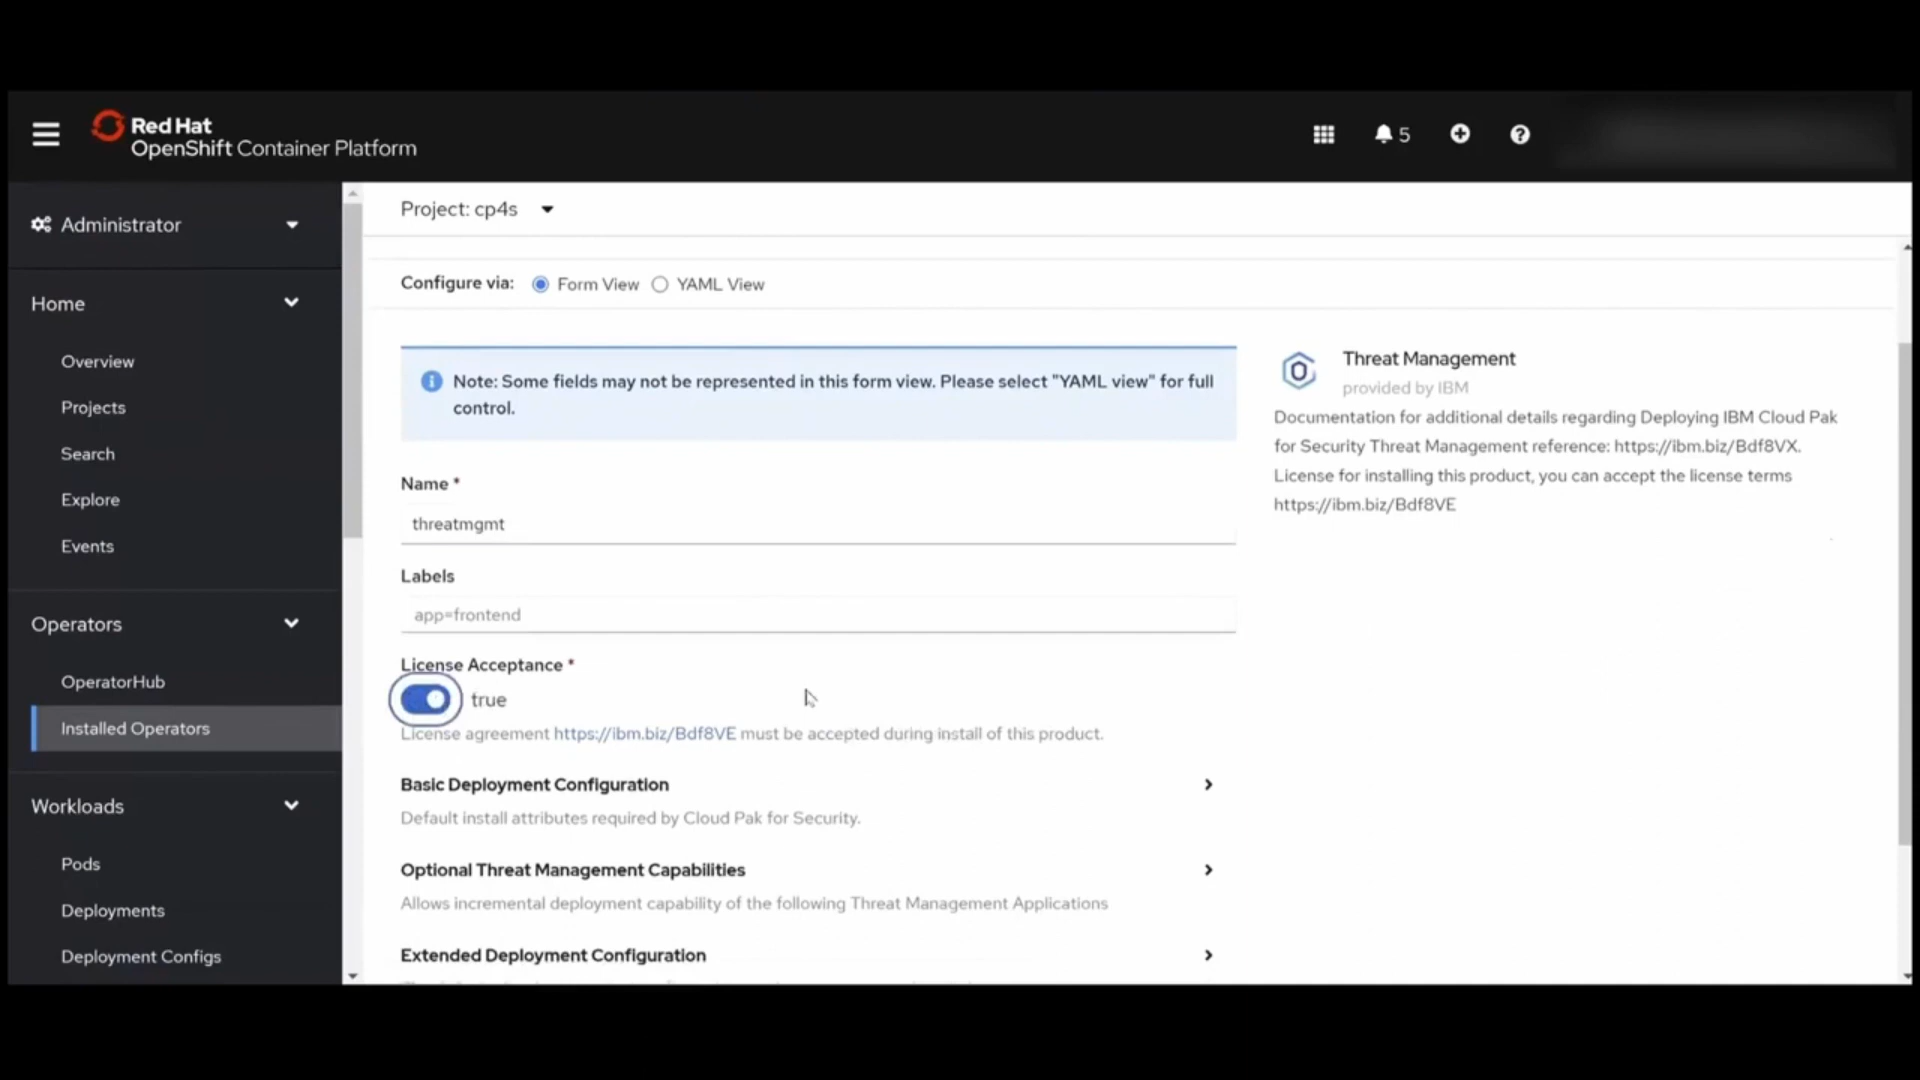 Red Hat
OpenShift Container Platform
5
Administrator
Home
Overview
Projects
Search
Explore
Events
Operators
OperatorHub
Installed Operators
Workloads
Pods
Deployments
Deployment Configs
Project: cp4s
Configure via: Form View YAML View
Note: Some fields may not be represented in this form view. Please select "YAML view" for full
control.
Name *
threatmgmt
Labels
app=frontend
License Acceptance *
true
License agreement https://ibm.biz/Bdf8VE must be accepted during install of this product.
Basic Deployment Configuration
Default install attributes required by Cloud Pak for Security.
Optional Threat Management Capabilities
Allows incremental deployment capability of the following Threat Management Applications
Extended Deployment Configuration
Threat Management
provided by IBM
Documentation for additional details regarding Deploying IBM Cloud Pak
for Security Threat Management reference: https://ibm.biz/Bdf8VX.
License for installing this product, you can accept the license terms
https://ibm.biz/Bdf8VE